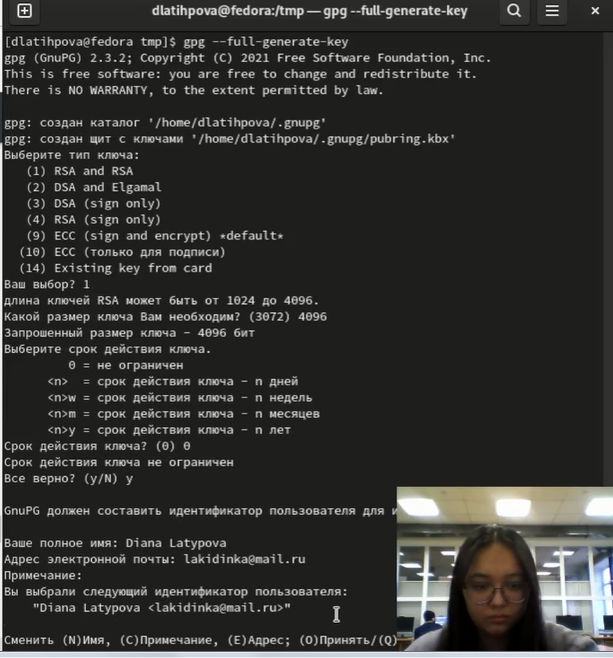 dlatihpova@fedora:/tmp — gpg --full-generate-key
[dlatihpova@fedora tmp]$ gpg --full-generate-key
gpg (GnuPG) 2.3.2; Copyright (C) 2021 Free Software Foundation, Inc.
This is free software: you are free to change and redistribute it.
There is NO WARRANTY, to the extent permitted by law.
gpg: создан каталог '/home/dlatihpova/.gnupg'
gpg: создан щит с ключами '/home/dlatihpova/.gnupg/pubring.kbx'
Выберите тип ключа:
(1) RSA and RSA
(2) DSA and Elgamal
(3) DSA (sign only)
(4) RSA (sign only)
(9) ECC (sign and encrypt) *default*
(10) ECC (только для подписи)
(14) Existing key from card
Ваш выбор? 1
длина ключей RSA может быть от 1024 до 4096.
Какой размер ключа Вам необходим? (3072) 4096
Запрошенный размер ключа - 4096 бит
Выберите срок действия ключа.
0 = не ограничен
<n> = срок действия ключа - n дней
<n>w = срок действия ключа - n недель
<n>m = срок действия ключа - n месяцев
<n>y = срок действия ключа - n лет
Срок действия ключа? (0) 0
Срок действия ключа не ограничен
Все верно? (y/N) y
GnuPG должен составить идентификатор пользователя для и
Ваше полное имя: Diana Latypova
Адрес электронной почты: lakidinka@mail.ru
Примечание:
Вы выбрали следующий идентификатор пользователя:
"Diana Latypova <lakidinka@mail.ru>"
Сменить (N)Имя, (C)Примечание, (E)Адрес; (O)Принять/(Q)